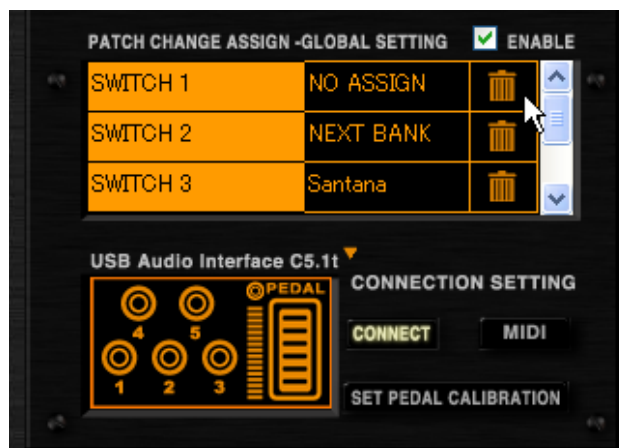 PATCH CHANGE ASSIGN -GLOBAL SETTING ENABLE
SWITCH 1 NO ASSIGN
SWITCH 2 NEXT BANK
SWITCH 3 Santana
USB Audio Interface C5.1t
CONNECTION SETTING
PEDAL
4 5
1 2 3
CONNECT MIDI
SET PEDAL CALIBRATION